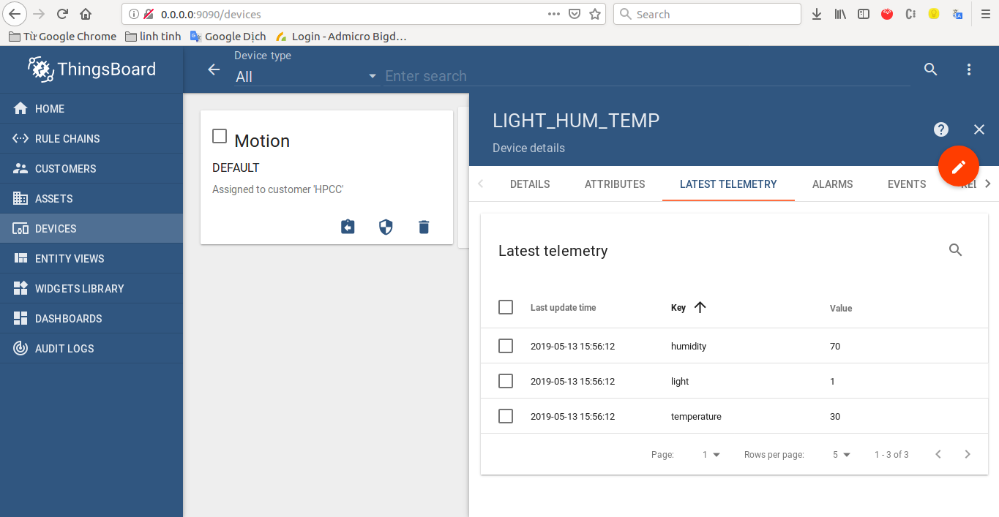 0.0.0.0:9090/devices
Search
Từ Google Chrome
linh tinh
Google Dịch
Login - Admicro Bigd...
ThingsBoard
Device type
All
Enter search
HOME
RULE CHAINS
CUSTOMERS
ASSETS
DEVICES
ENTITY VIEWS
WIDGETS LIBRARY
DASHBOARDS
AUDIT LOGS
Motion
DEFAULT
Assigned to customer 'HPCC'
LIGHT_HUM_TEMP
Device details
DETAILS ATTRIBUTES LATEST TELEMETRY ALARMS EVENTS
Latest telemetry
Last update time Key Value
2019-05-13 15:56:12 humidity 70
2019-05-13 15:56:12 light 1
2019-05-13 15:56:12 temperature 30
Page: 1 Rows per page: 5 1 - 3 of 3